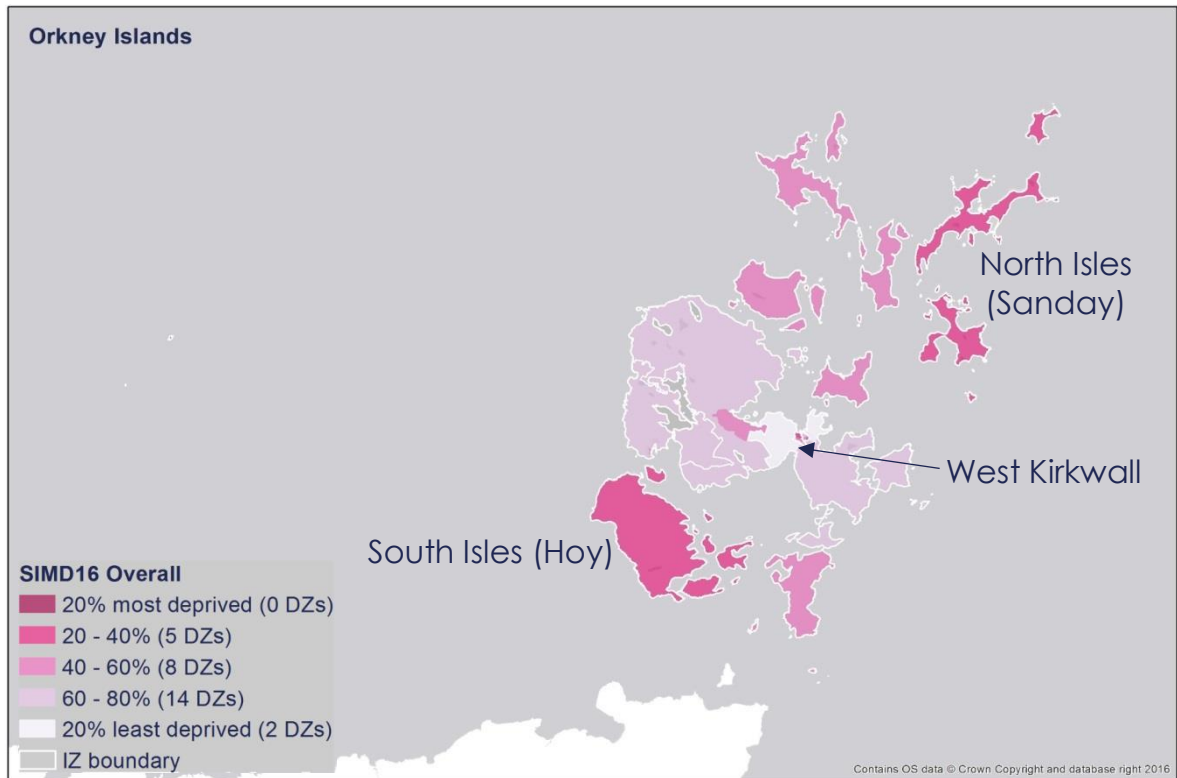 Orkney Islands
North Isles
(Sanday)
West Kirkwall
South Isles (Hoy)
SIMD16 Overall
20% most deprived (0 DZs)
20 - 40% (5 DZs)
40 - 60% (8 DZs)
60 - 80% (14 DZs)
20% least deprived (2 DZs)
IZ boundary
Contains OS data © Crown Copyright and database right 2016